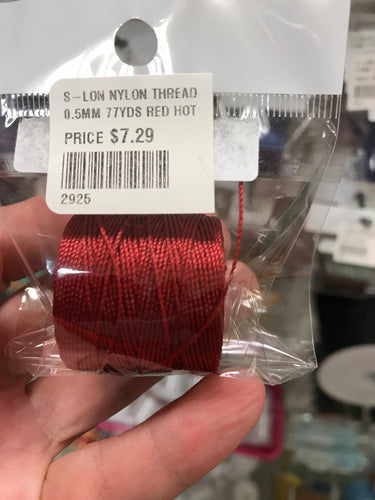 S-LON NYLON THREAD
0.5MM 77YDS RED HOT
PRICE $7.29
2925